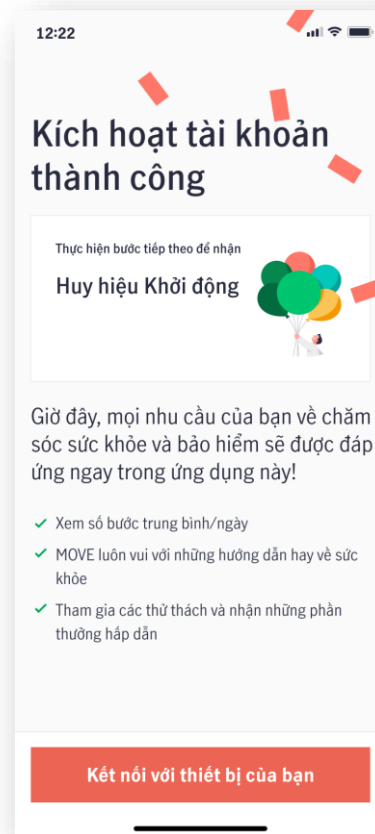 12:22
Kích hoạt tài khoản
thành công
Thực hiện bước tiếp theo để nhận
Huy hiệu Khởi động
Giờ đây, mọi nhu cầu của bạn về chăm
sóc sức khỏe và bảo hiểm sẽ được đáp
ứng ngay trong ứng dụng này!
Xem số bước trung bình/ngày
MOVE luôn vui với những hướng dẫn hay về sức
khỏe
Tham gia các thử thách và nhận những phần
thưởng hấp dẫn
Kết nối với thiết bị của bạn